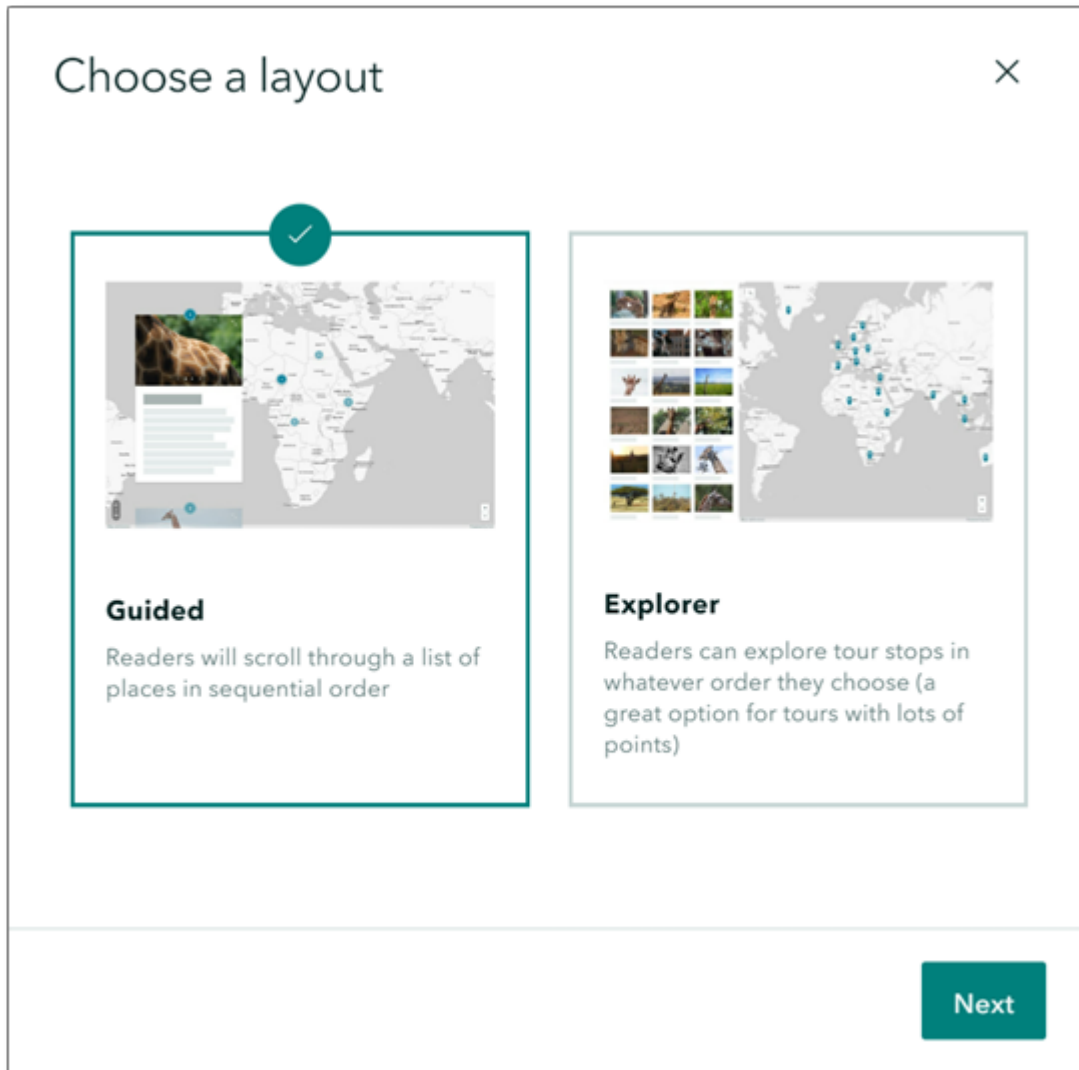 Choose a layout
Guided
Readers will scroll through a list of
places in sequential order
Explorer
Readers can explore tour stops in
whatever order they choose (a
great option for tours with lots of
points)
Next